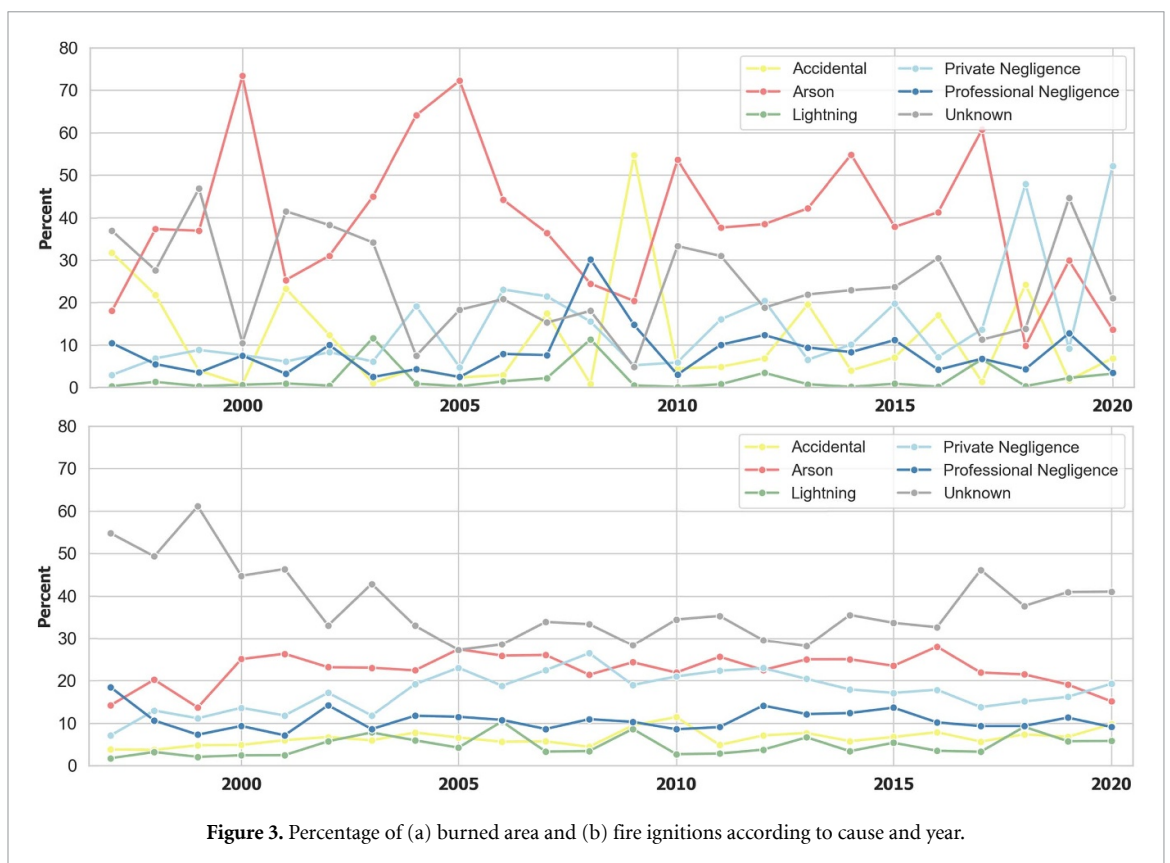 80
70
60
50
40
30
20
10
0
Percent
Accidental
Arson
Lightning
Private Negligence
Professional Negligence
Unknown
2000
2005
2010
2015
2020
80
70
60
50
40
30
20
10
0
Percent
Accidental
Arson
Lightning
Private Negligence
Professional Negligence
Unknown
2000
2005
2010
2015
2020
Figure 3. Percentage of (a) burned area and (b) fire ignitions according to cause and year.